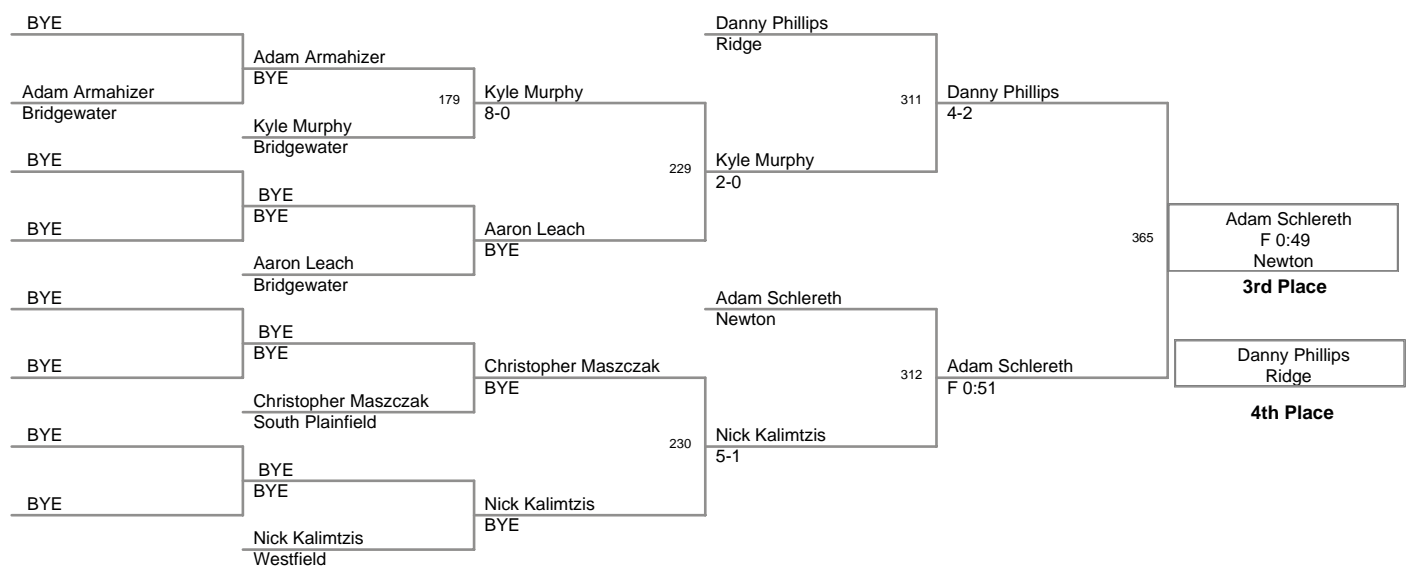 BYE
Adam Armahizer
Bridgewater
BYE
BYE
BYE
BYE
BYE
BYE
Adam Armahizer
BYE
Kyle Murphy
Bridgewater
BYE
BYE
Aaron Leach
Bridgewater
BYE
BYE
Christopher Maszczak
South Plainfield
BYE
BYE
Nick Kalimtzis
Westfield
179
Kyle Murphy
8-0
Aaron Leach
BYE
Christopher Maszczak
BYE
Nick Kalimtzis
BYE
229
230
Danny Phillips
Ridge
Kyle Murphy
2-0
Adam Schlereth
Newton
Nick Kalimtzis
5-1
311
312
Danny Phillips
4-2
Adam Schlereth
F 0:51
365
Adam Schlereth
F 0:49
Newton
3rd Place
Danny Phillips
Ridge
4th Place